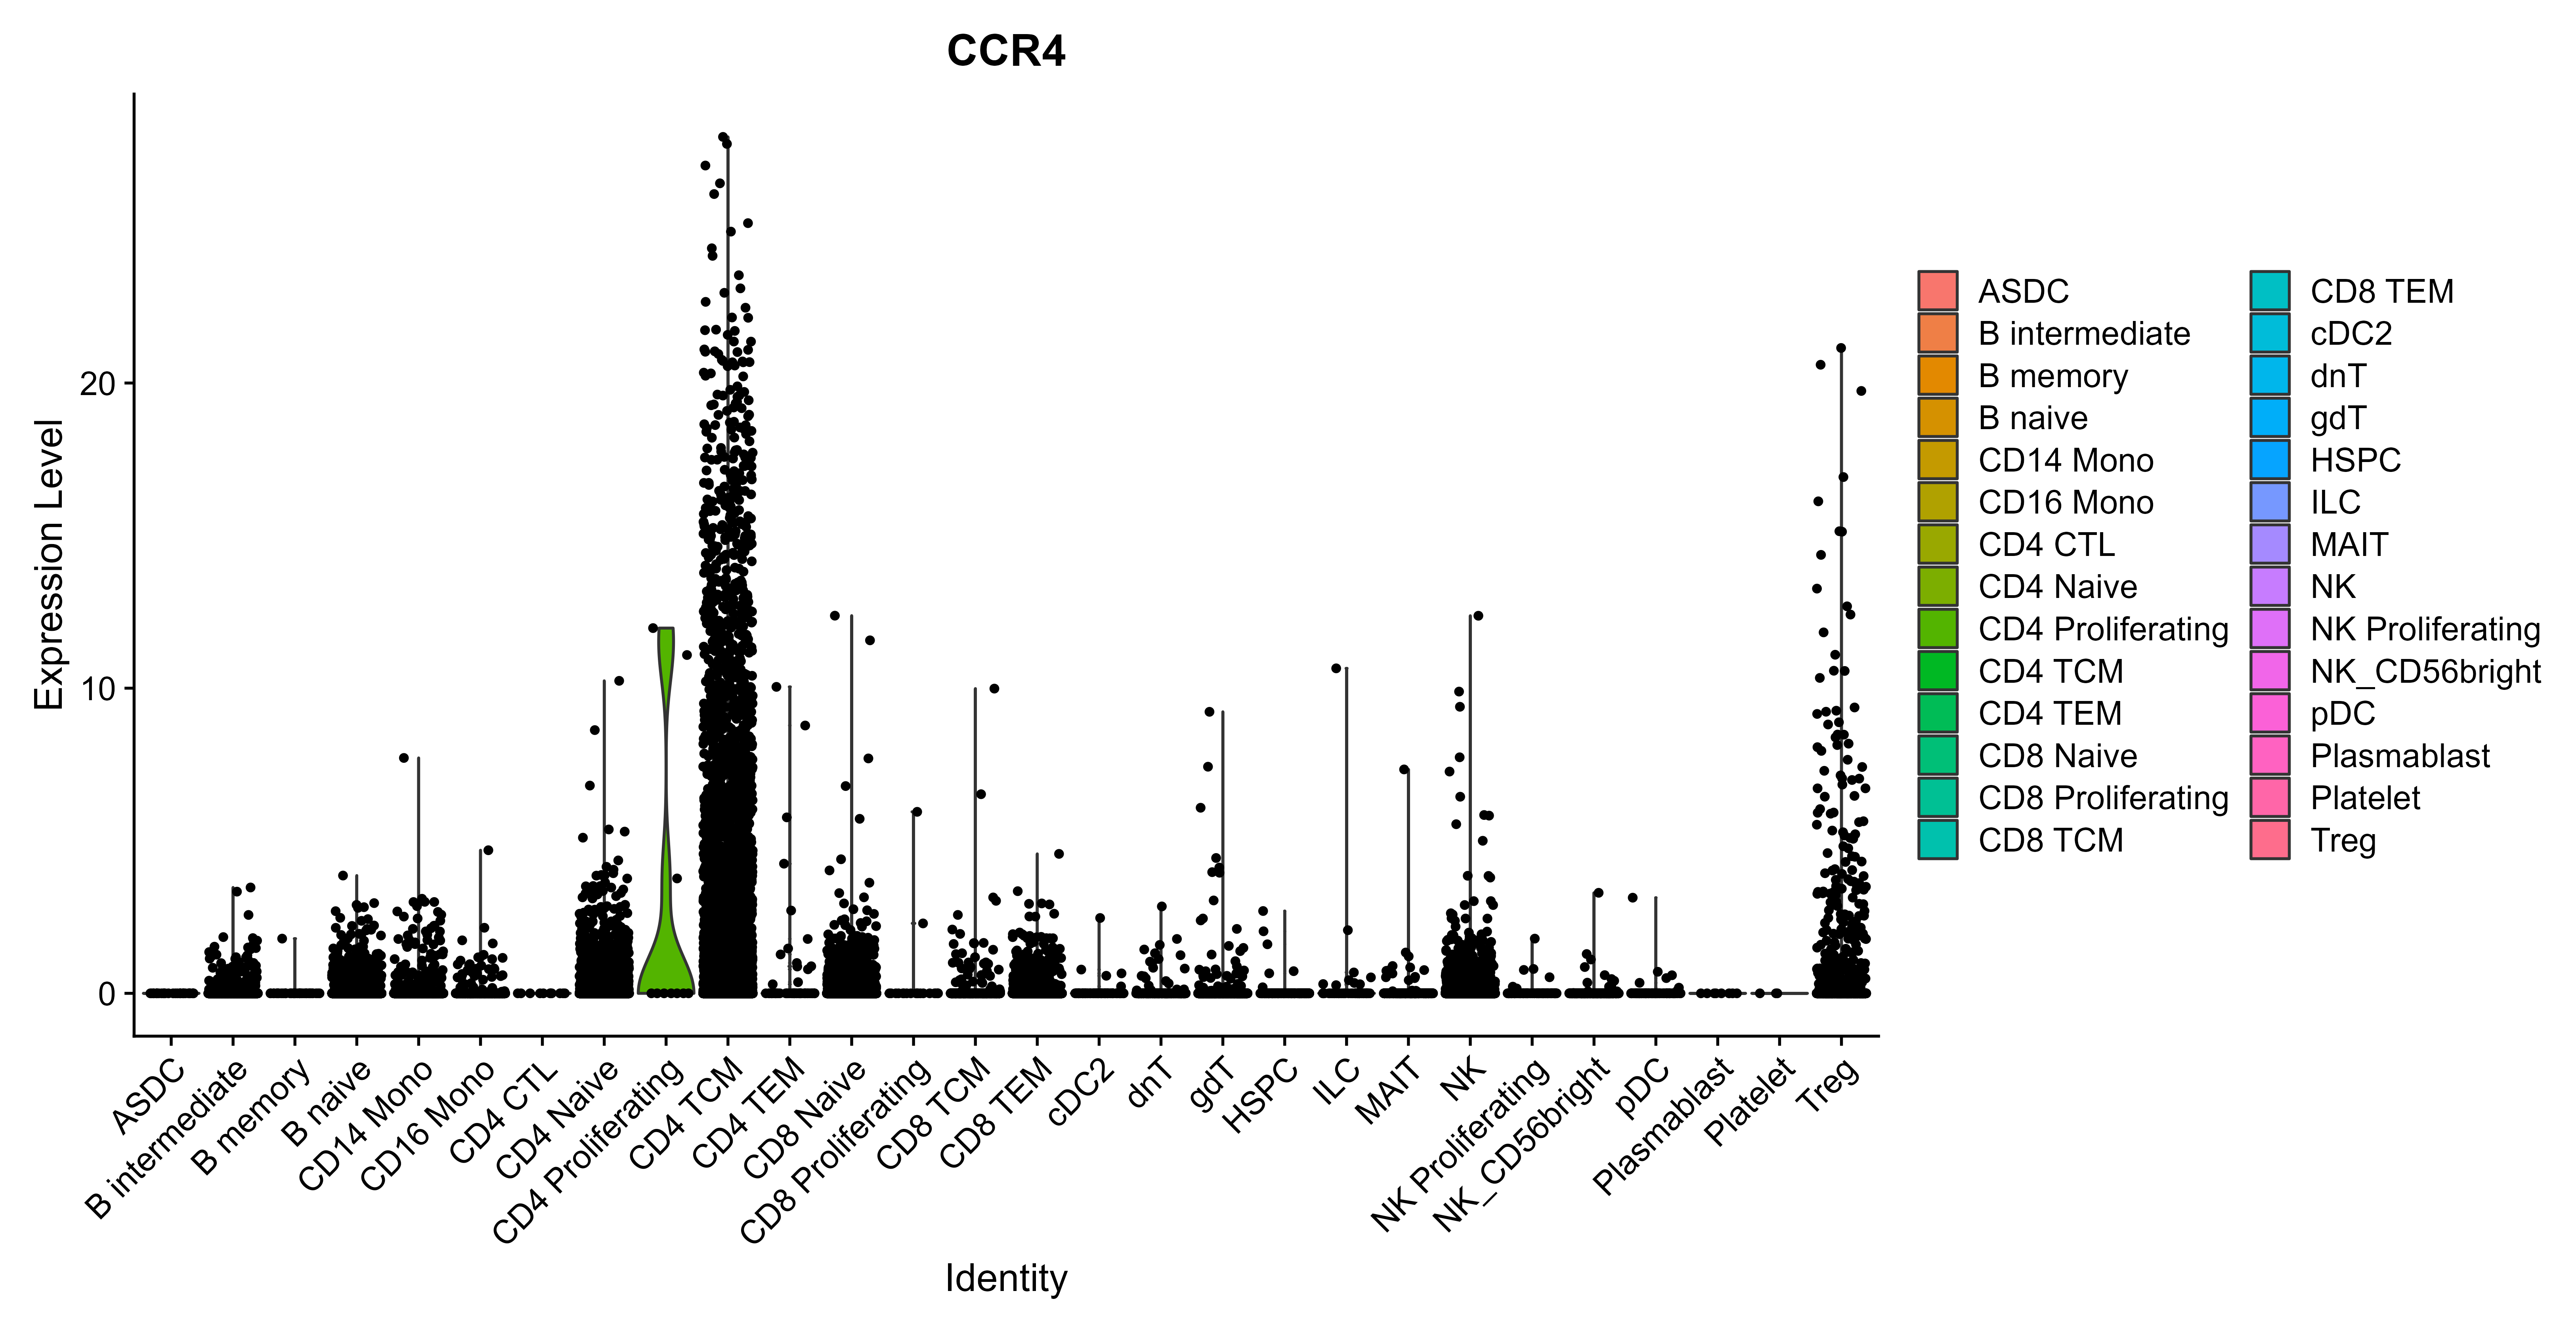 CCR4
Expression Level
20
10
0
ASDC
B intermediate
B memory
B naive
CD14 Mono
CD16 Mono
CD4 CTL
CD4 Naive
CD4 Proliferating
CD4 TCM
CD4 TEM
CD8 Naive
CD8 Proliferating
CD8 TCM
CD8 TEM
cDC2
dnT
gdT
HSPC
ILC
MAIT
NK
NK Proliferating
NK_CD56bright
pDC
Plasmablast
Platelet
Treg
Identity
ASDC
B intermediate
B memory
B naive
CD14 Mono
CD16 Mono
CD4 CTL
CD4 Naive
CD4 Proliferating
CD4 TCM
CD4 TEM
CD8 Naive
CD8 Proliferating
CD8 TCM
CD8 TEM
cDC2
dnT
gdT
HSPC
ILC
MAIT
NK
NK Proliferating
NK_CD56bright
pDC
Plasmablast
Platelet
Treg